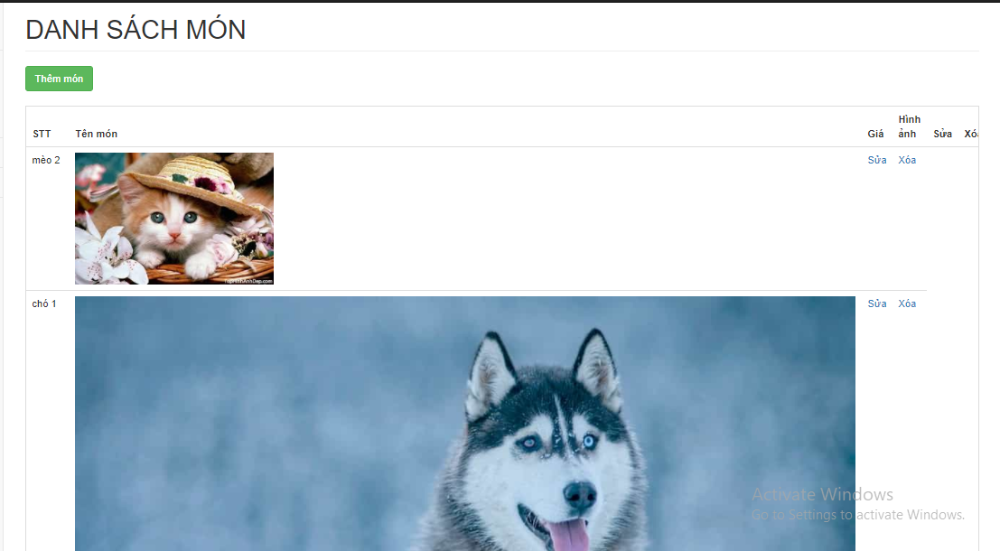 DANH SÁCH MÓN
Thêm món
STT Tên món Giá Hình ảnh Sửa Xóa
mèo 2 Sửa Xóa
chó 1 Sửa Xóa
Activate Windows
Go to Settings to activate Windows.